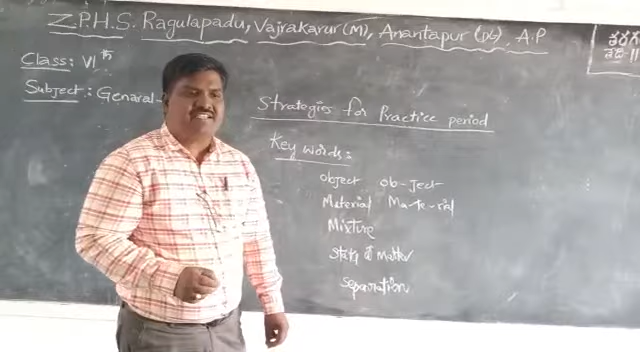 Z.P.H.S. Ragulapadu, Vajrakarur(M), Anantapur (Dt), A.P
Class: VI th
Subject: Genaral
Strategies for Practice period
Key words:
Object Ob-ject
Material Ma-te-rial
Mixture
State of Matter
Separation